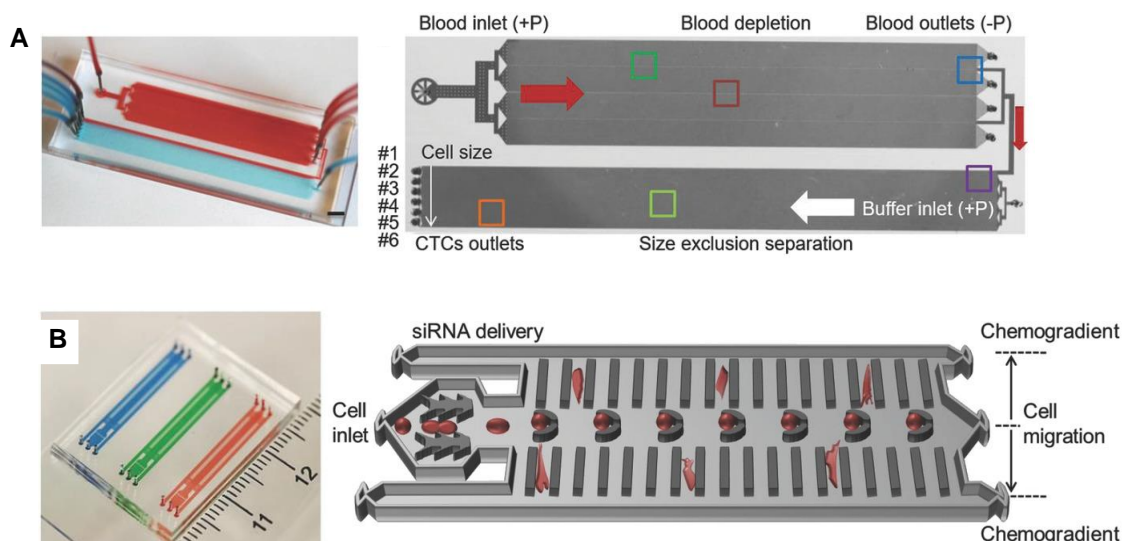 A
Blood inlet (+P)
Blood depletion
Blood outlets (-P)
#1
#2
#3
#4
#5
#6
Cell size
Buffer inlet (+P)
CTCs outlets
Size exclusion separation
B
11
12
siRNA delivery
Chemogradient
Cell
inlet
Cell
migration
Chemogradient